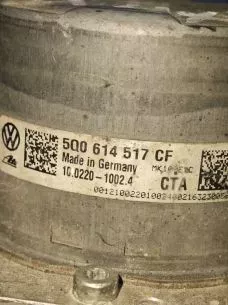 5Q0 614 517 CF
Made in Germany
10.0220-1002.4
CTA